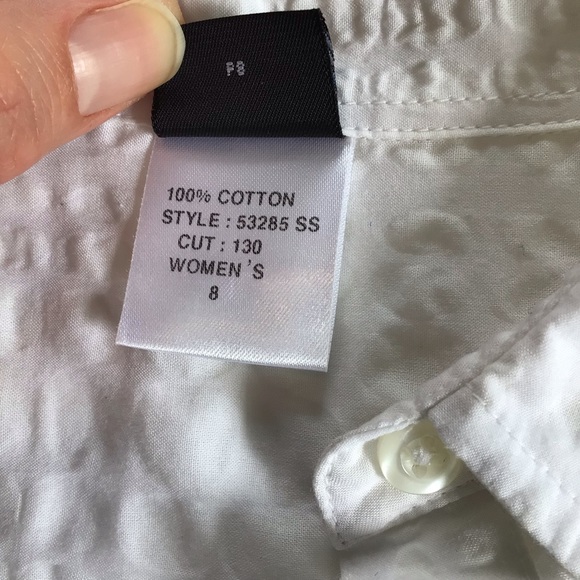 P8
100% COTTON
STYLE : 53285 SS
CUT : 130
WOMEN'S
8